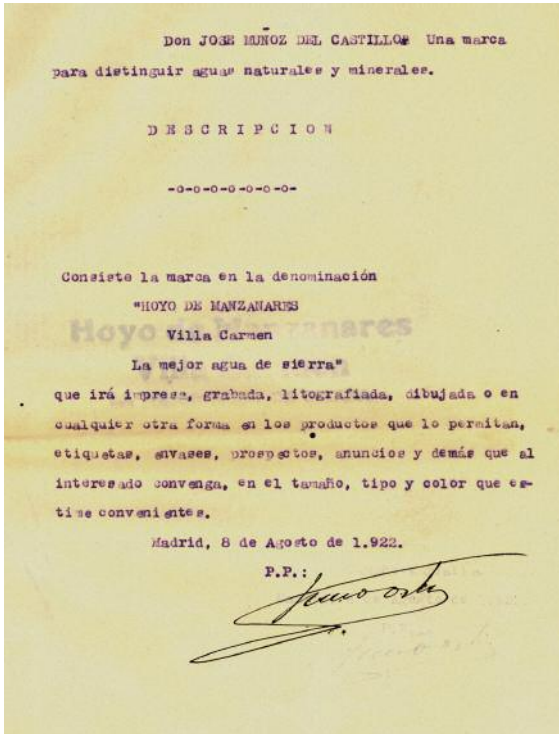 Don JOSE MUÑOZ DEL CASTILLO. Una marca
para distinguir aguas naturales y minerales.
DESCRIPCION
-o-o-o-o-o-o-o-
Consiste la marca en la denominación
"HOYO DE MANZANARES
Villa Carmen
La mejor agua de sierra"
que irá impresa, grabada, litografiada, dibujada o en
cualquier otra forma en los productos que lo permitan,
etiquetas, envases, prospectos, anuncios y demás que al
interesado convenga, en el tamaño, tipo y color que es-
time convenientes.
Madrid, 8 de Agosto de 1.922.
P.P.: